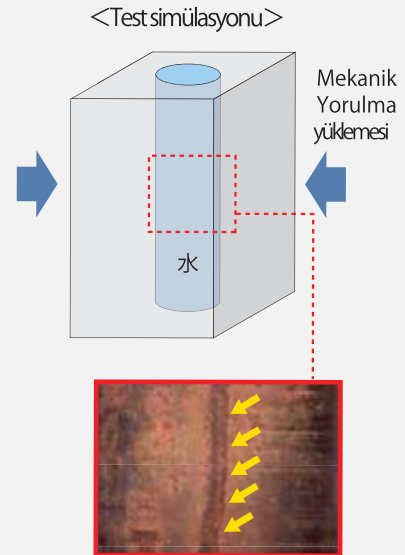 <Test simülasyonu>
Mekanik
Yorulma
yüklemesi
水